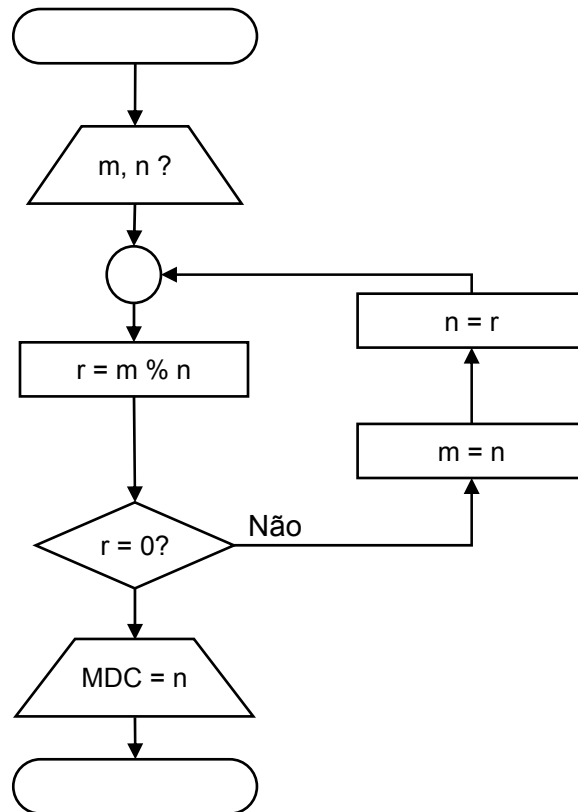 m, n ?
n = r
r = m % n
m = n
Não
r = 0?
MDC = n